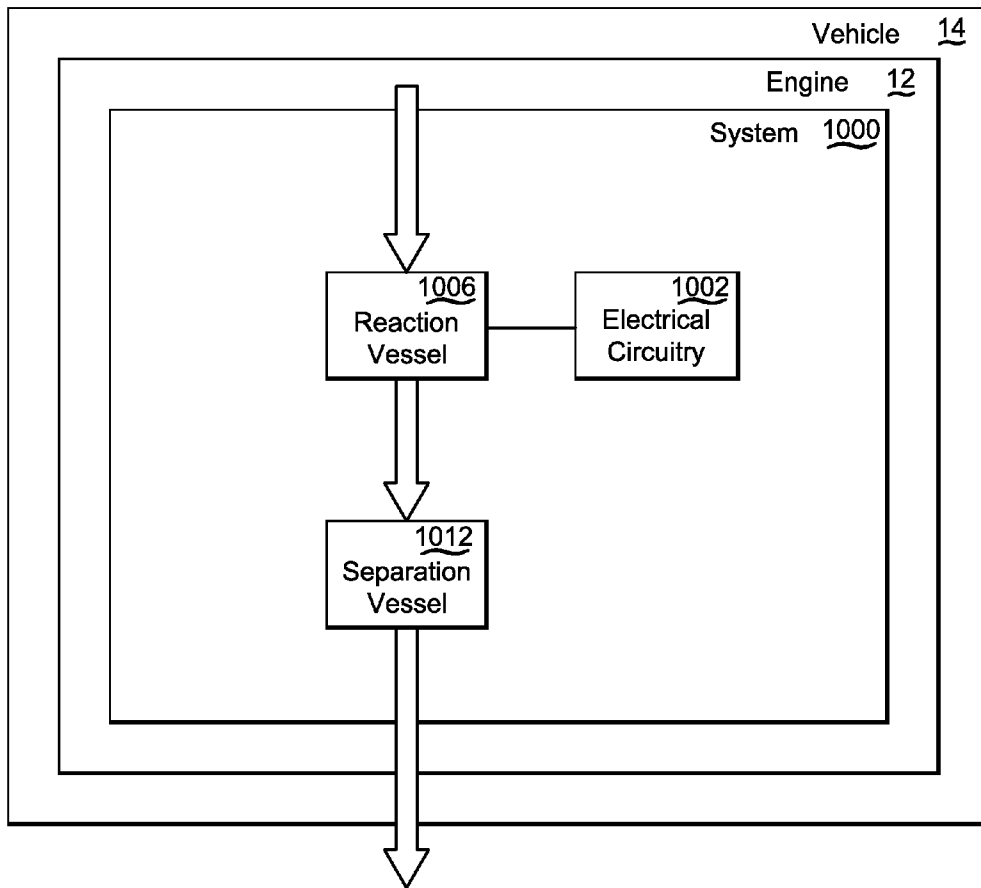 Vehicle 14
Engine 12
System 1000
1006
Reaction
Vessel
1002
Electrical
Circuitry
1012
Separation
Vessel